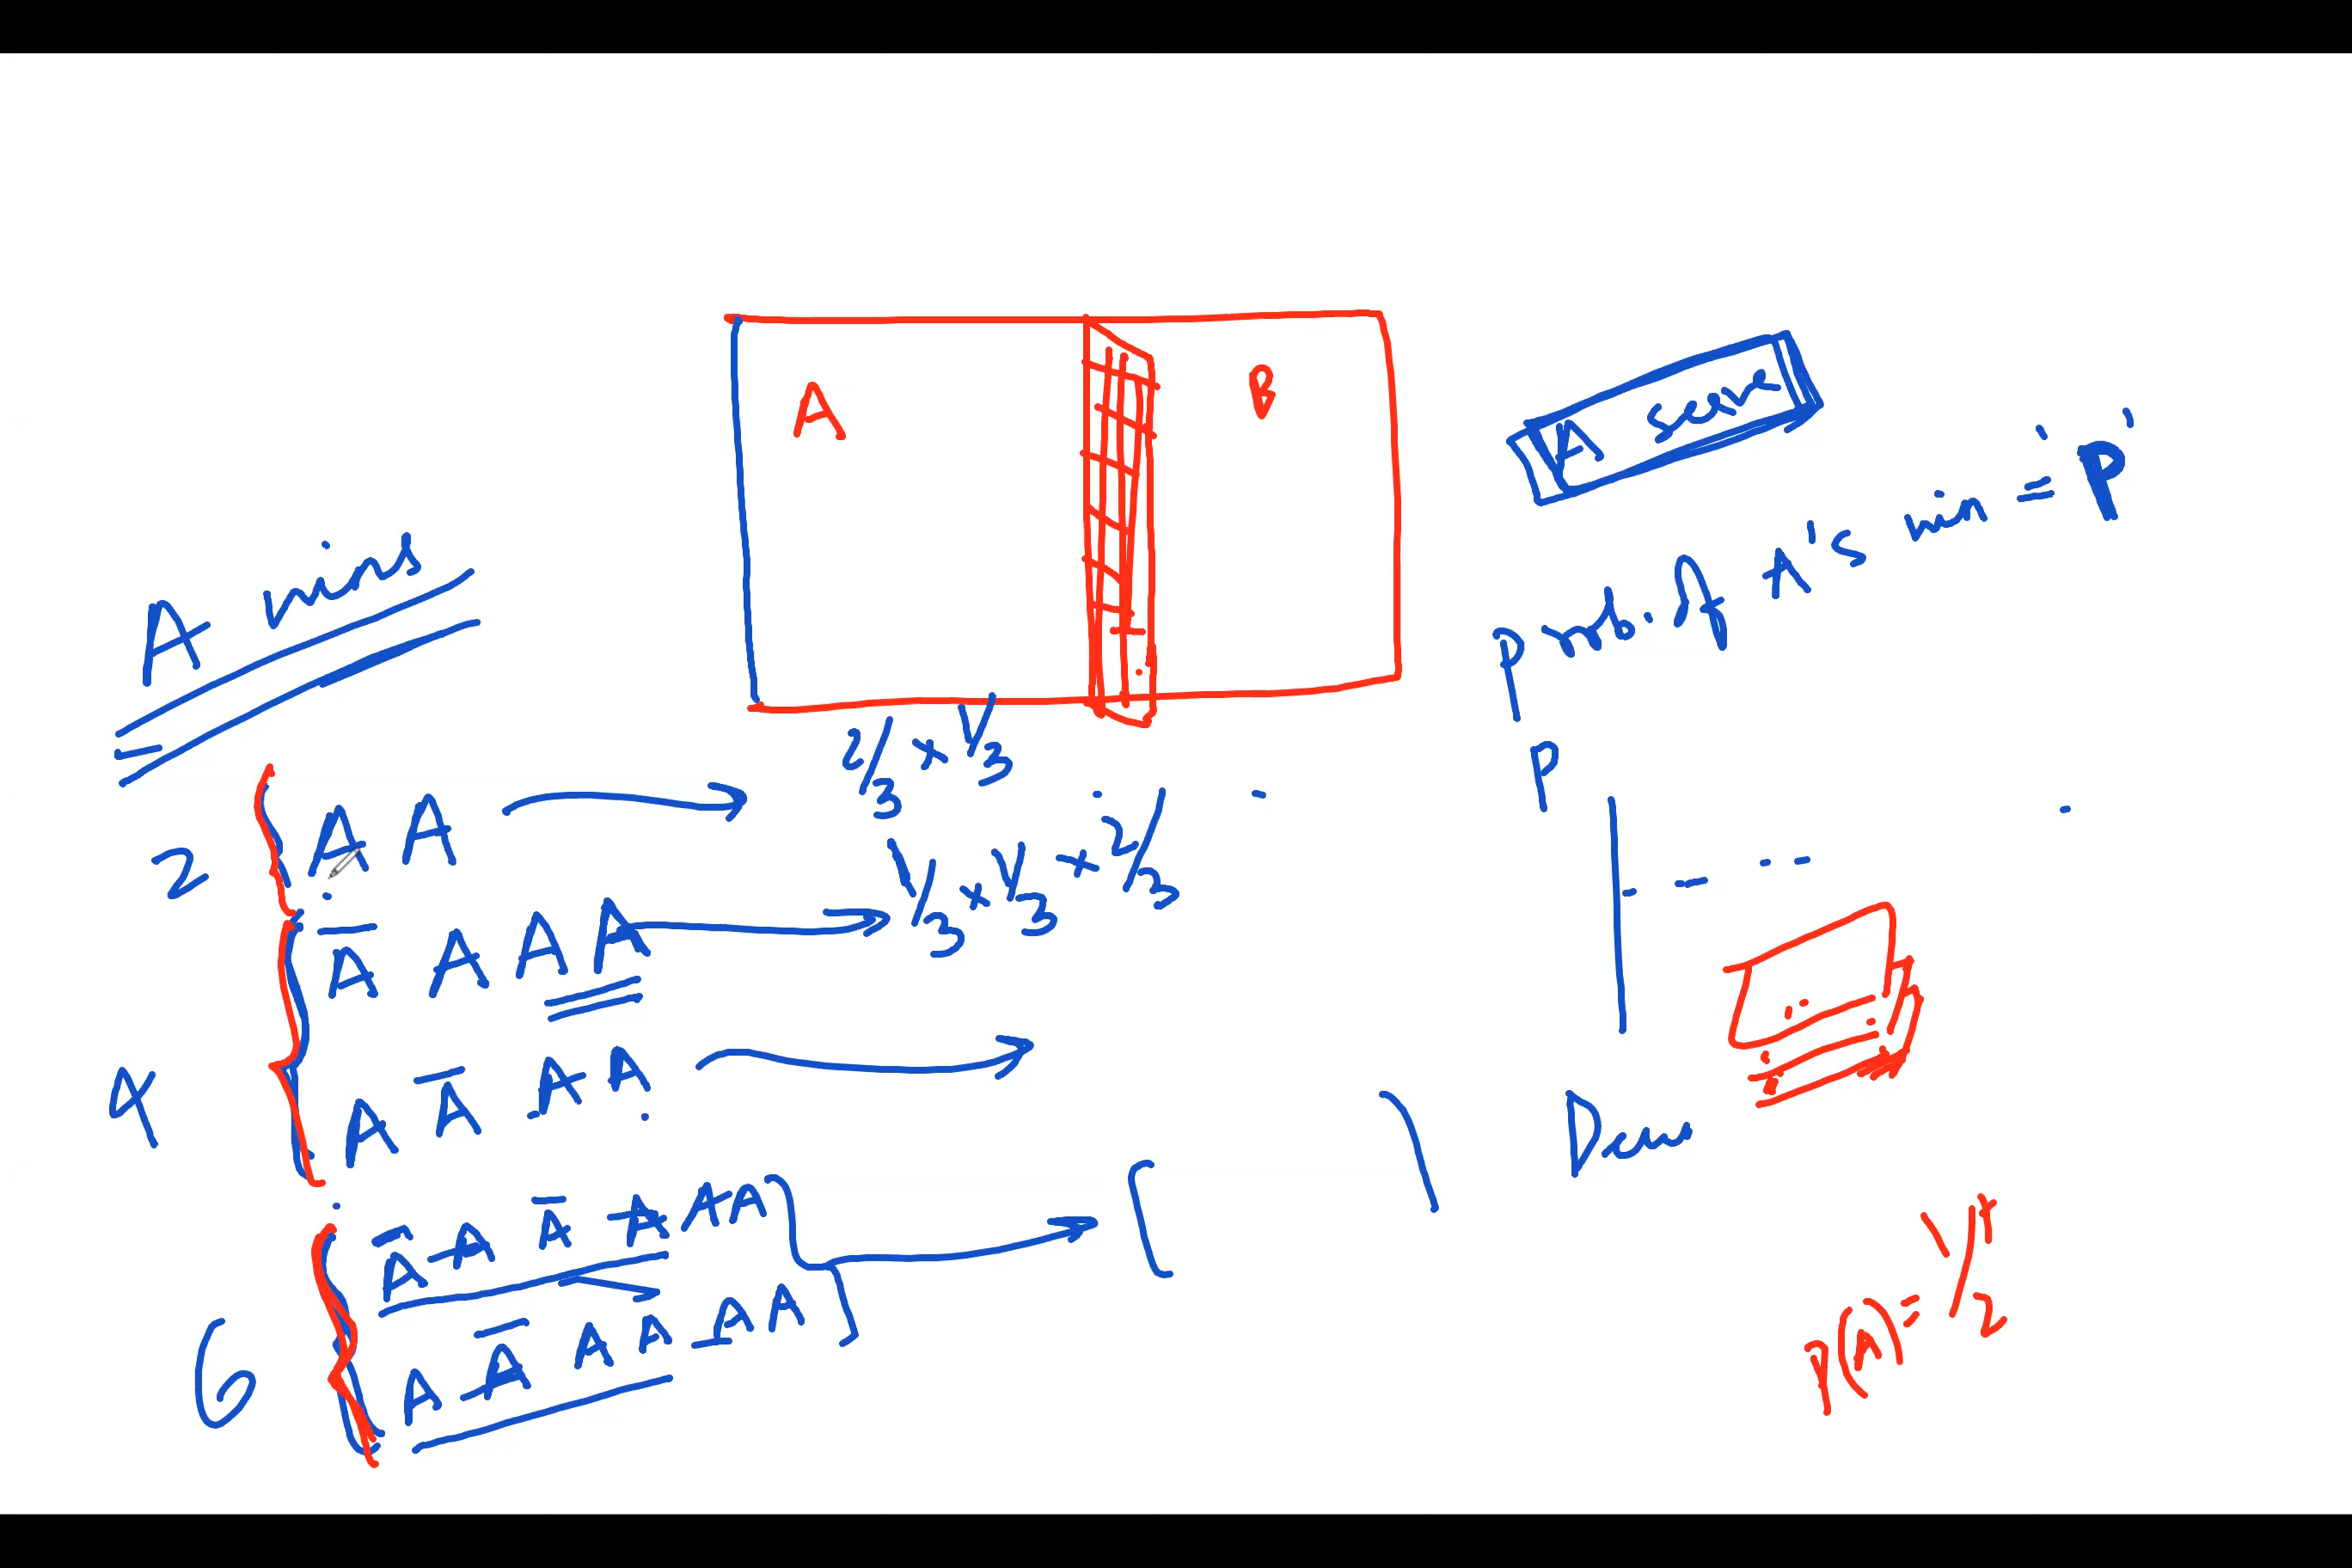 A B
A serve
A wins
prob. of A's win = P
P
2/3 × 1/3
2 A A
1/3 × 1/3 × 2/3
Ā A A A
4 A Ā A A
Deuce
Ā A Ā A A A
P(A) = 1/2
6 A Ā A A A A